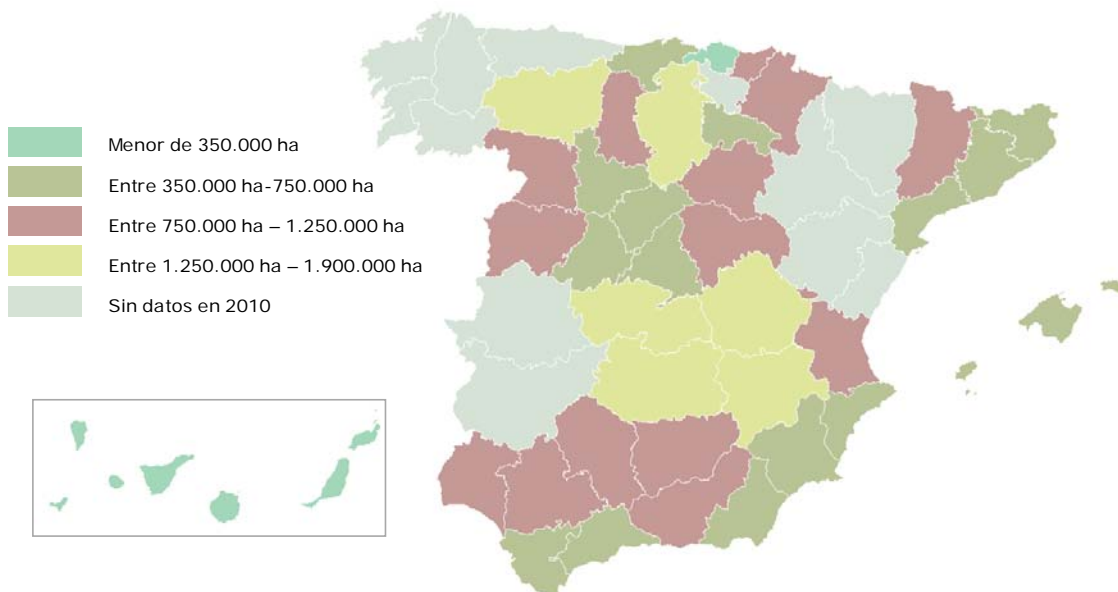 Menor de 350.000 ha
Entre 350.000 ha-750.000 ha
Entre 750.000 ha – 1.250.000 ha
Entre 1.250.000 ha – 1.900.000 ha
Sin datos en 2010